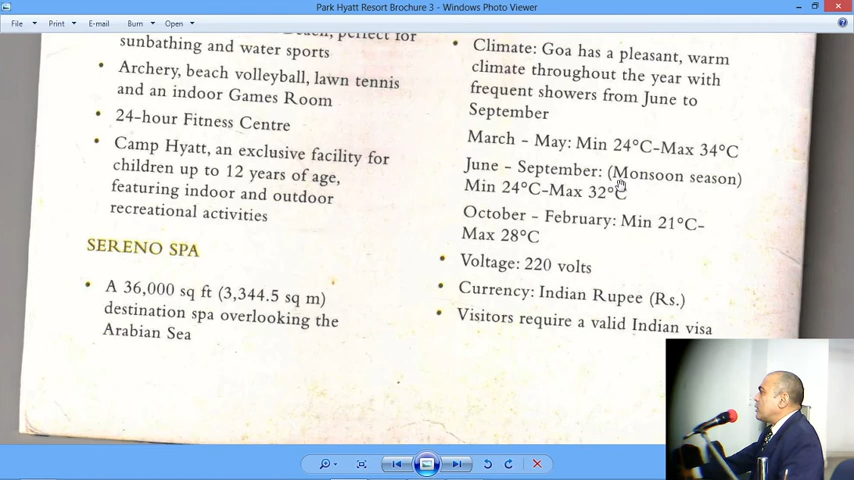 Park Hyatt Resort Brochure 3 - Windows Photo Viewer
File Print E-mail Burn Open
Beach, perfect for
sunbathing and water sports
• Archery, beach volleyball, lawn tennis
and an indoor Games Room
• 24-hour Fitness Centre
• Camp Hyatt, an exclusive facility for
children up to 12 years of age,
featuring indoor and outdoor
recreational activities
SERENO SPA
• A 36,000 sq ft (3,344.5 sq m)
destination spa overlooking the
Arabian Sea
• Climate: Goa has a pleasant, warm
climate throughout the year with
frequent showers from June to
September
March - May: Min 24°C-Max 34°C
June - September: (Monsoon season)
Min 24°C-Max 32°C
October - February: Min 21°C-
Max 28°C
• Voltage: 220 volts
• Currency: Indian Rupee (Rs.)
• Visitors require a valid Indian visa